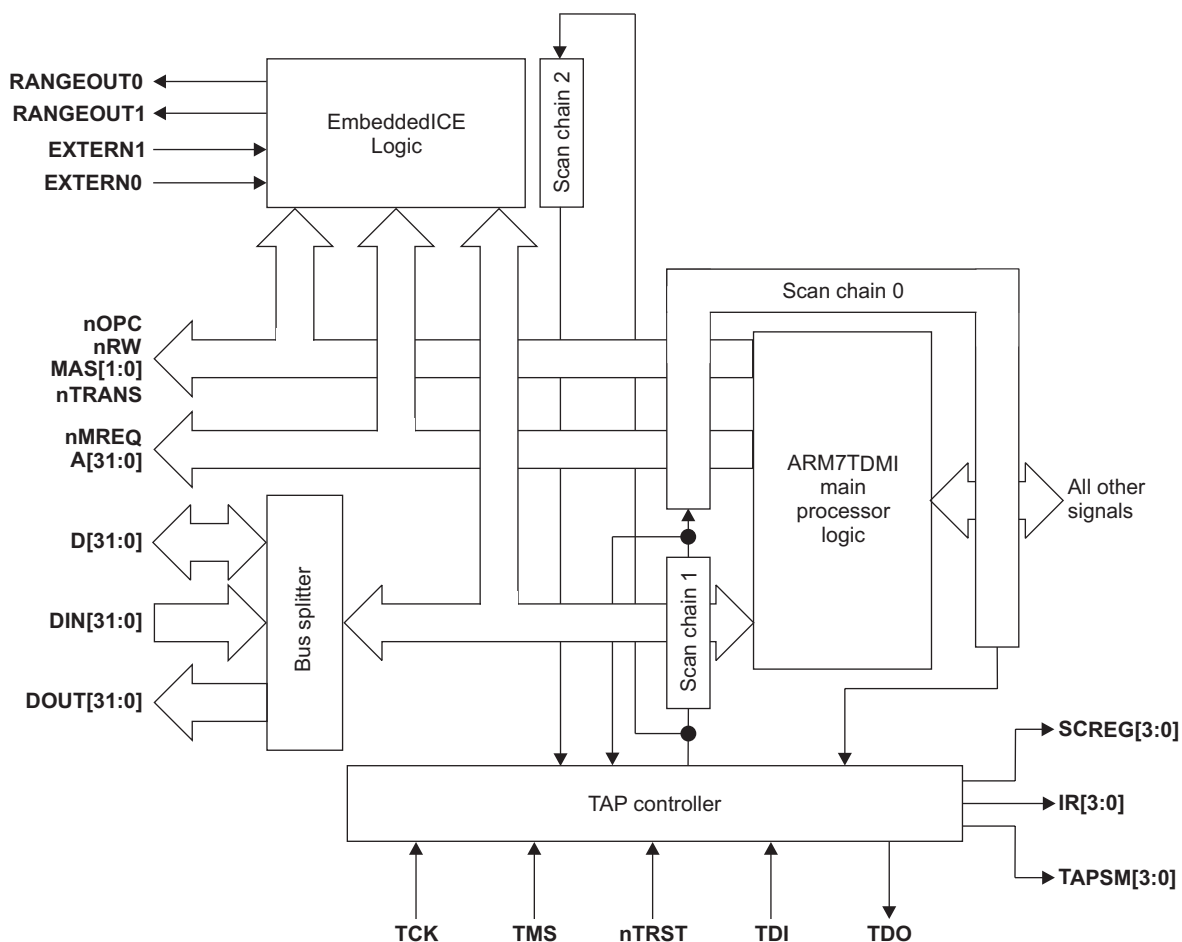 RANGEOUT0
RANGEOUT1
EXTERN1
EXTERN0
EmbeddedICE
Logic
Scan chain 2
nOPC
nRW
MAS[1:0]
nTRANS
nMREQ
A[31:0]
D[31:0]
DIN[31:0]
DOUT[31:0]
Bus splitter
Scan chain 0
ARM7TDMI
main
processor
logic
All other
signals
Scan chain 1
TAP controller
SCREG[3:0]
IR[3:0]
TAPSM[3:0]
TCK
TMS
nTRST
TDI
TDO